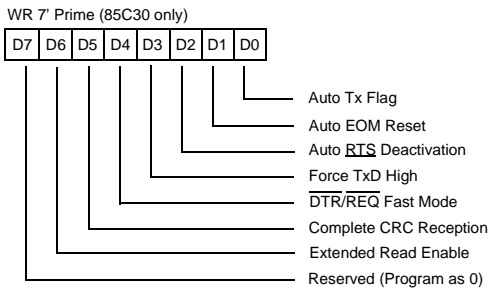 WR 7' Prime (85C30 only)
D7 D6 D5 D4 D3 D2 D1 D0
Auto Tx Flag
Auto EOM Reset
Auto RTS Deactivation
Force TxD High
DTR/REQ Fast Mode
Complete CRC Reception
Extended Read Enable
Reserved (Program as 0)